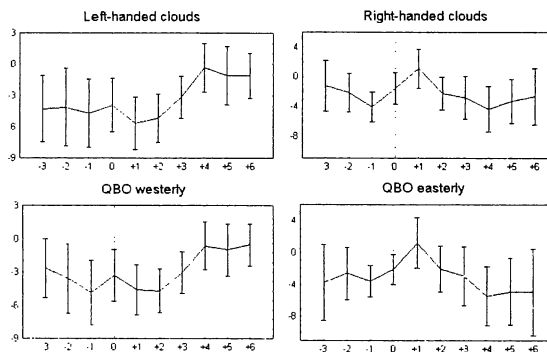 Left-handed clouds
3
0
-3
-6
-9
-3 -2 -1 0 +1 +2 +3 +4 +5 +6
Right-handed clouds
4
0
-4
-8
3 -2 -1 0 +1 +2 +3 +4 +5 +6
QBO westerly
3
0
-3
-6
-9
3 -2 -1 0 +1 +2 +3 +4 +5 +6
QBO easterly
4
0
-4
-8
-3 -2 -1 0 +1 +2 +3 +4 +5 +6